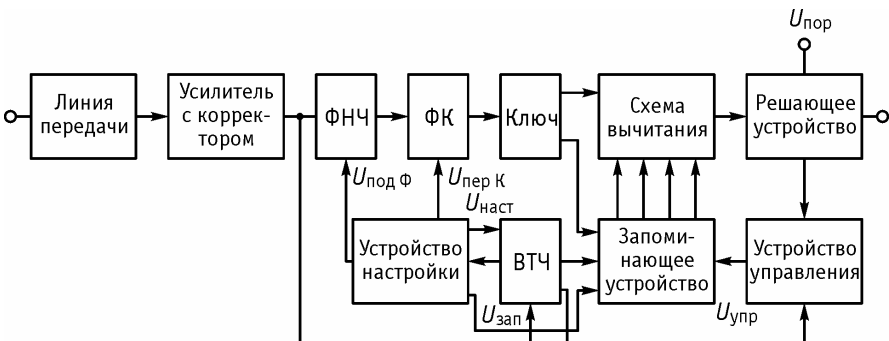 Uпор
Линия
передачи
Усилитель
с коррек-
тором
ФНЧ
ФК
Ключ
Схема
вычитания
Решающее
устройство
Uпод Ф
Uпер К
Uнаст
Устройство
настройки
ВТЧ
Запоми-
нающее
устройство
Устройство
управления
Uзап
Uупр